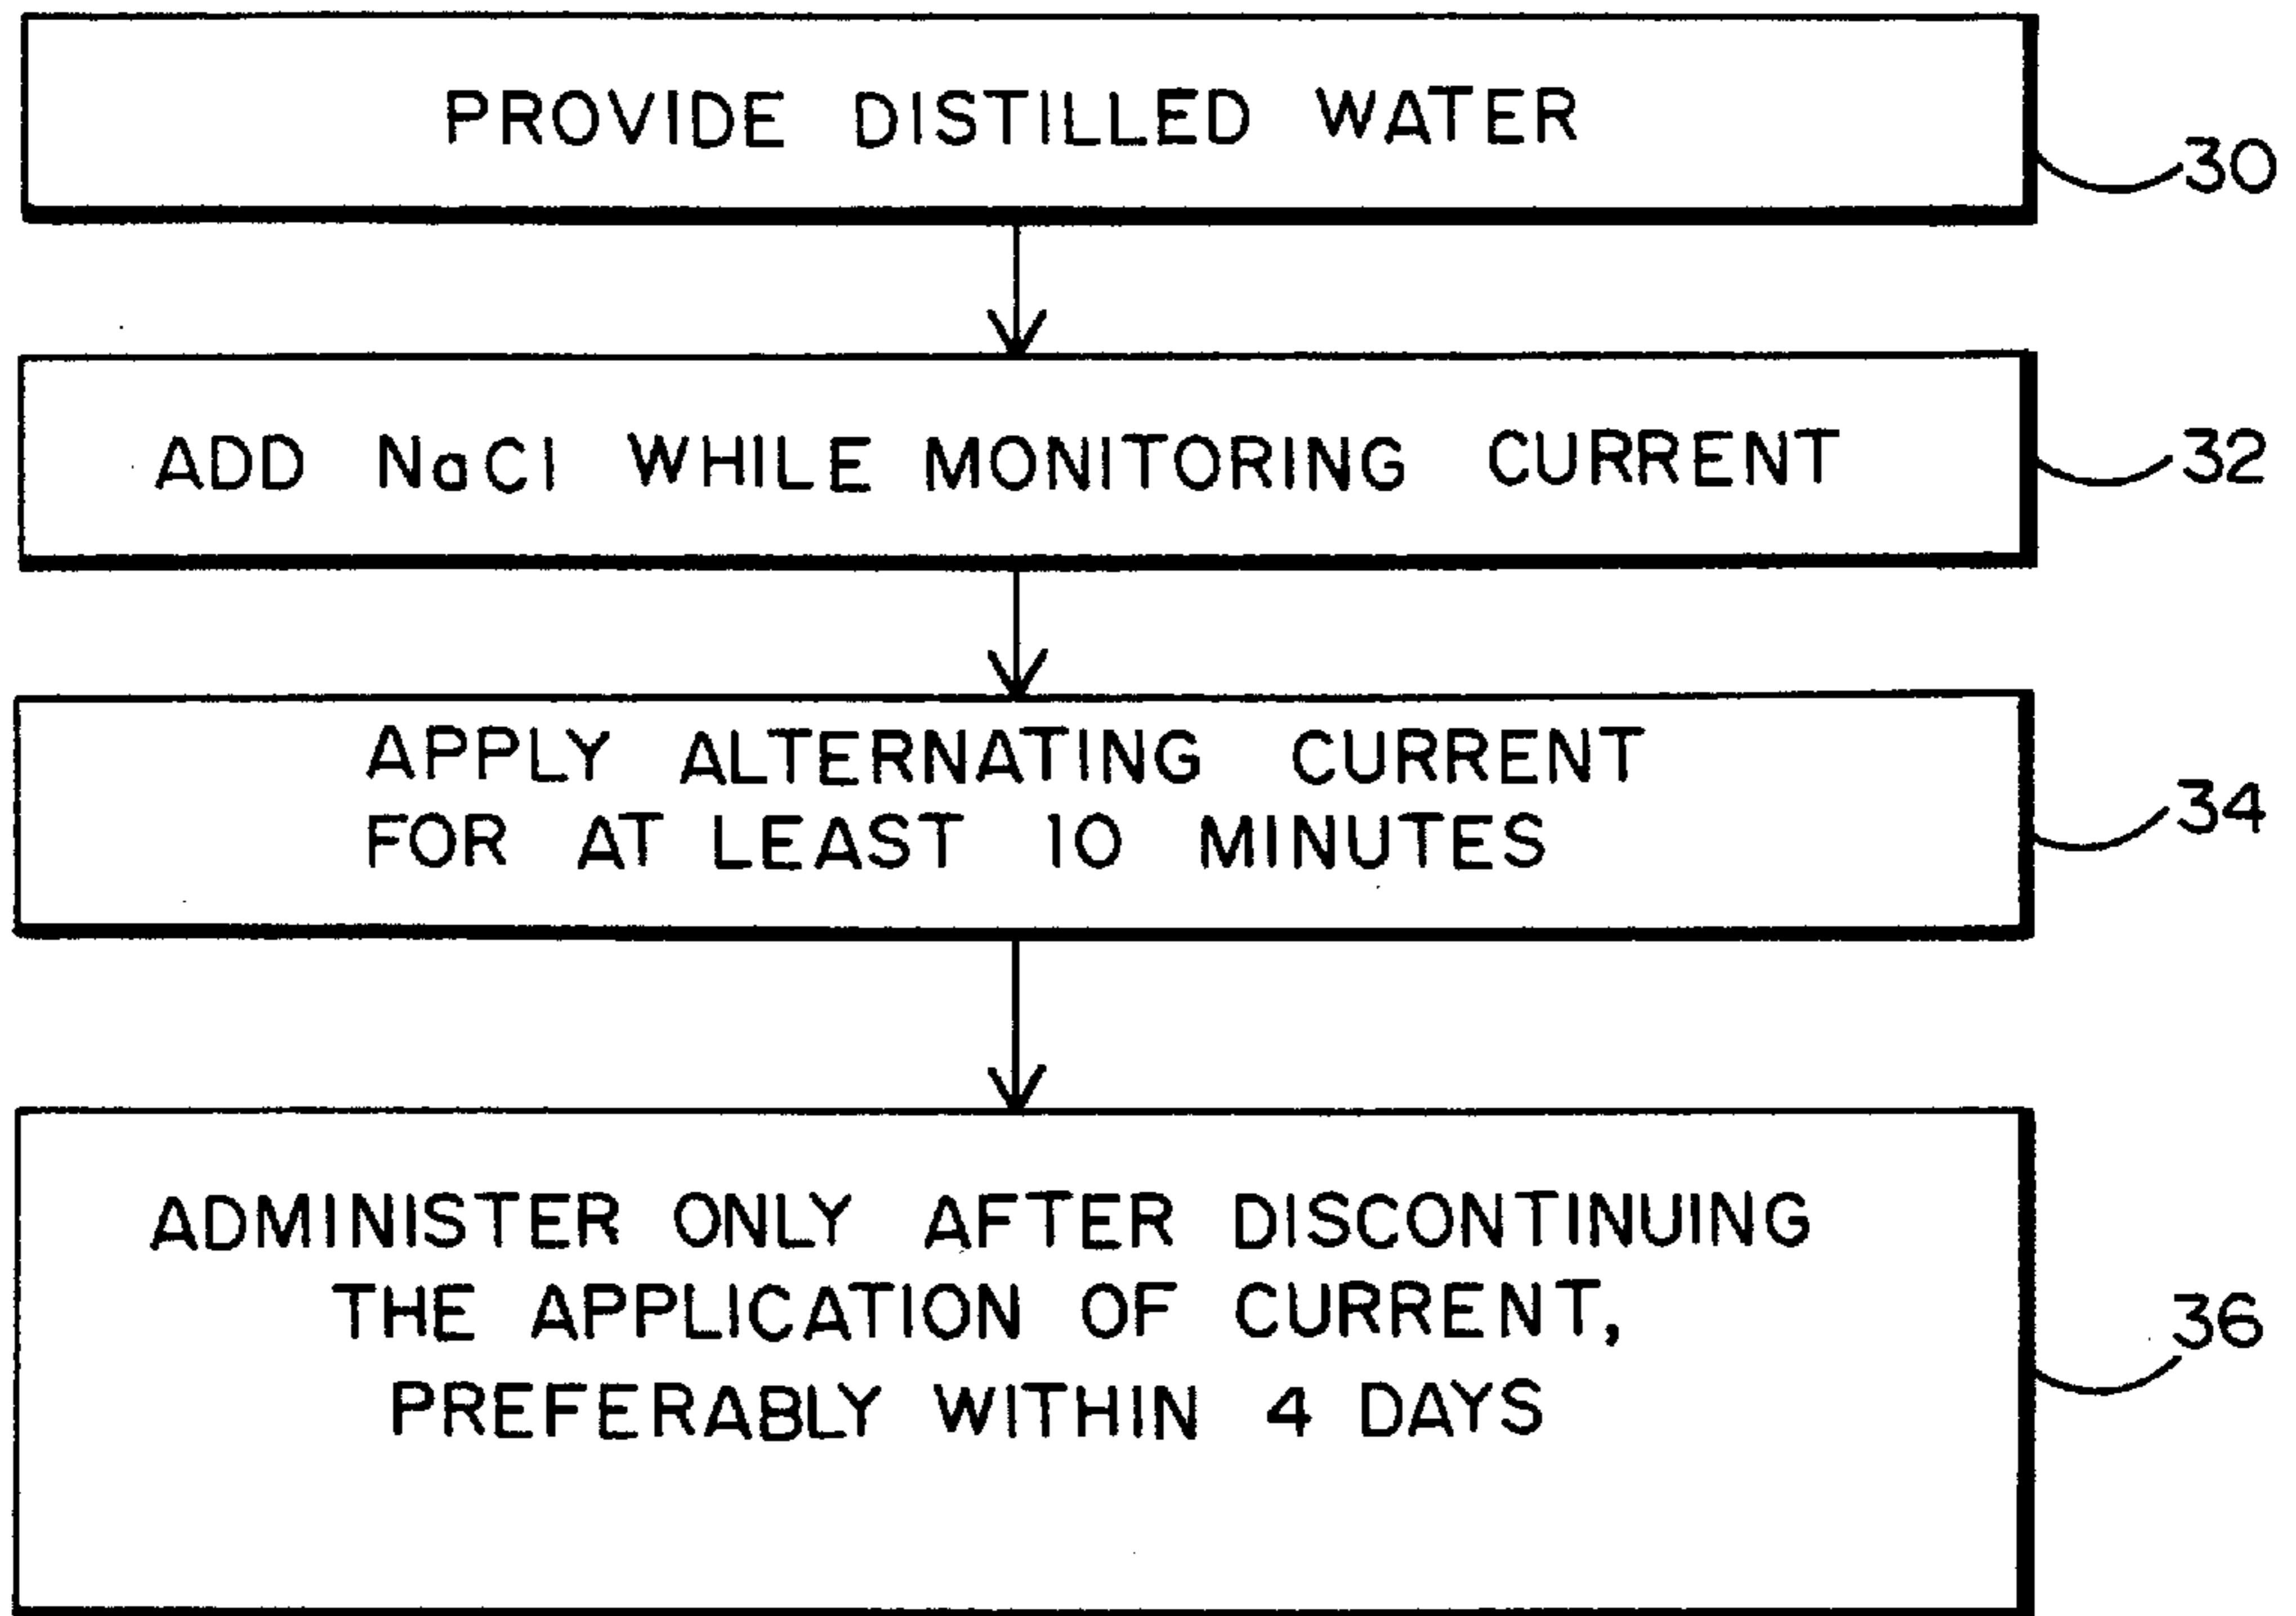 PROVIDE DISTILLED WATER
30
ADD NaCl WHILE MONITORING CURRENT
32
APPLY ALTERNATING CURRENT
FOR AT LEAST 10 MINUTES
34
ADMINISTER ONLY AFTER DISCONTINUING
THE APPLICATION OF CURRENT,
PREFERABLY WITHIN 4 DAYS
36